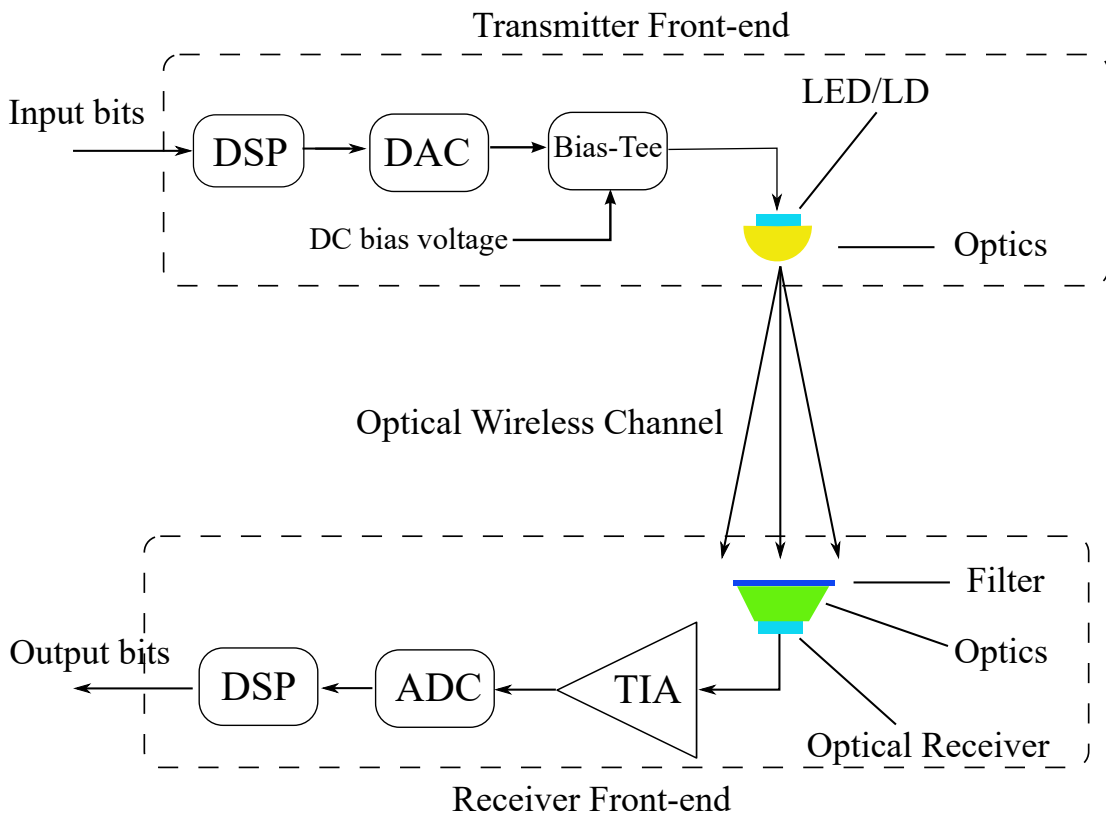 Transmitter Front-end
Input bits
LED/LD
DSP
DAC
Bias-Tee
DC bias voltage
Optics
Optical Wireless Channel
Filter
Optics
Output bits
DSP
ADC
TIA
Optical Receiver
Receiver Front-end